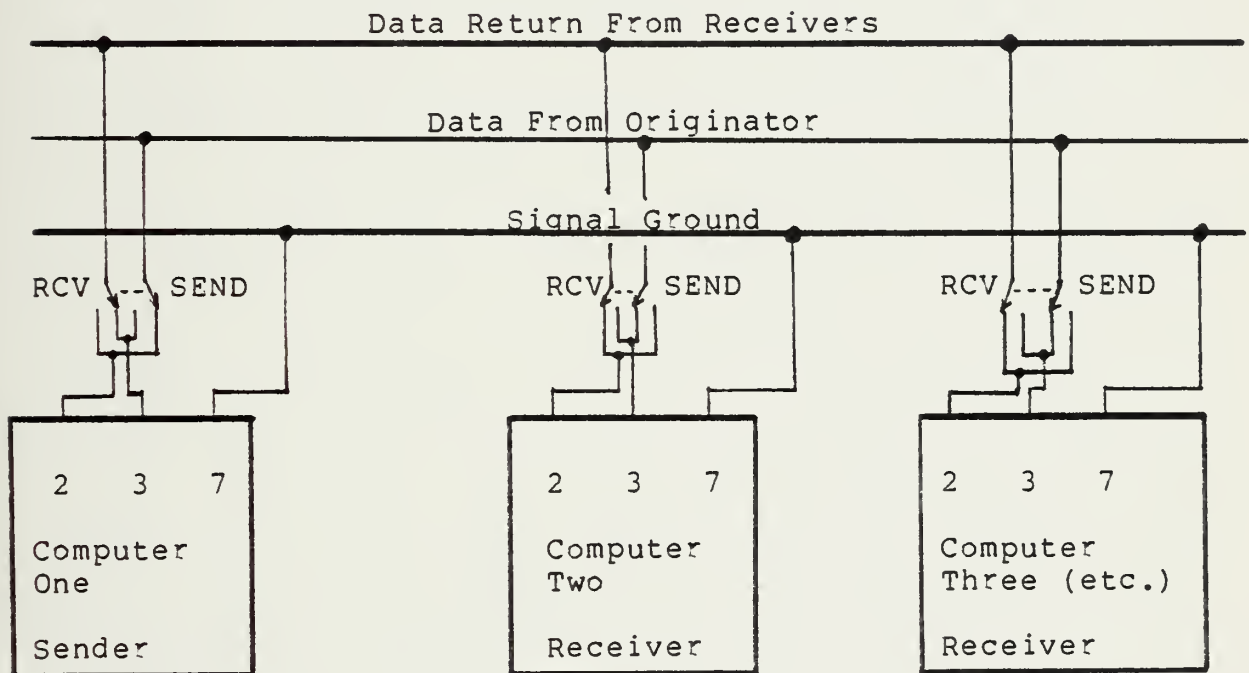 Data Return From Receivers
Data From Originator
Signal Ground
RCV -- SEND
RCV --- SEND
RCV --- SEND
2 3 7
2 3 7
2 3 7
Computer
One
Sender
Computer
Two
Receiver
Computer
Three (etc.)
Receiver